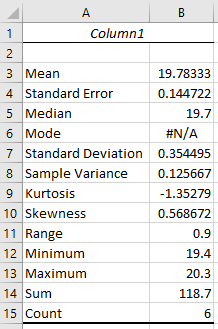 A B
1 Column1
2
3 Mean 19.78333
4 Standard Error 0.144722
5 Median 19.7
6 Mode #N/A
7 Standard Deviation 0.354495
8 Sample Variance 0.125667
9 Kurtosis -1.35279
10 Skewness 0.568672
11 Range 0.9
12 Minimum 19.4
13 Maximum 20.3
14 Sum 118.7
15 Count 6